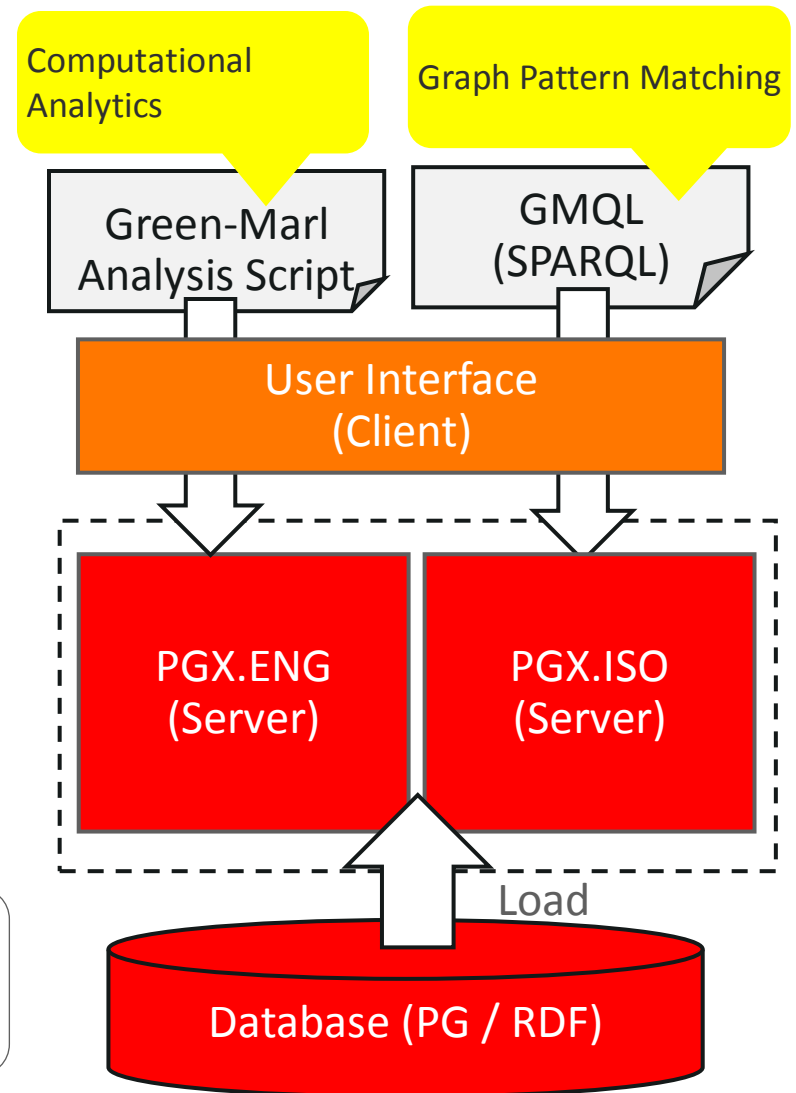 Computational
Analytics
Graph Pattern Matching
Green-Marl
Analysis Script
GMQL
(SPARQL)
User Interface
(Client)
PGX.ENG
(Server)
PGX.ISO
(Server)
Load
Database (PG / RDF)